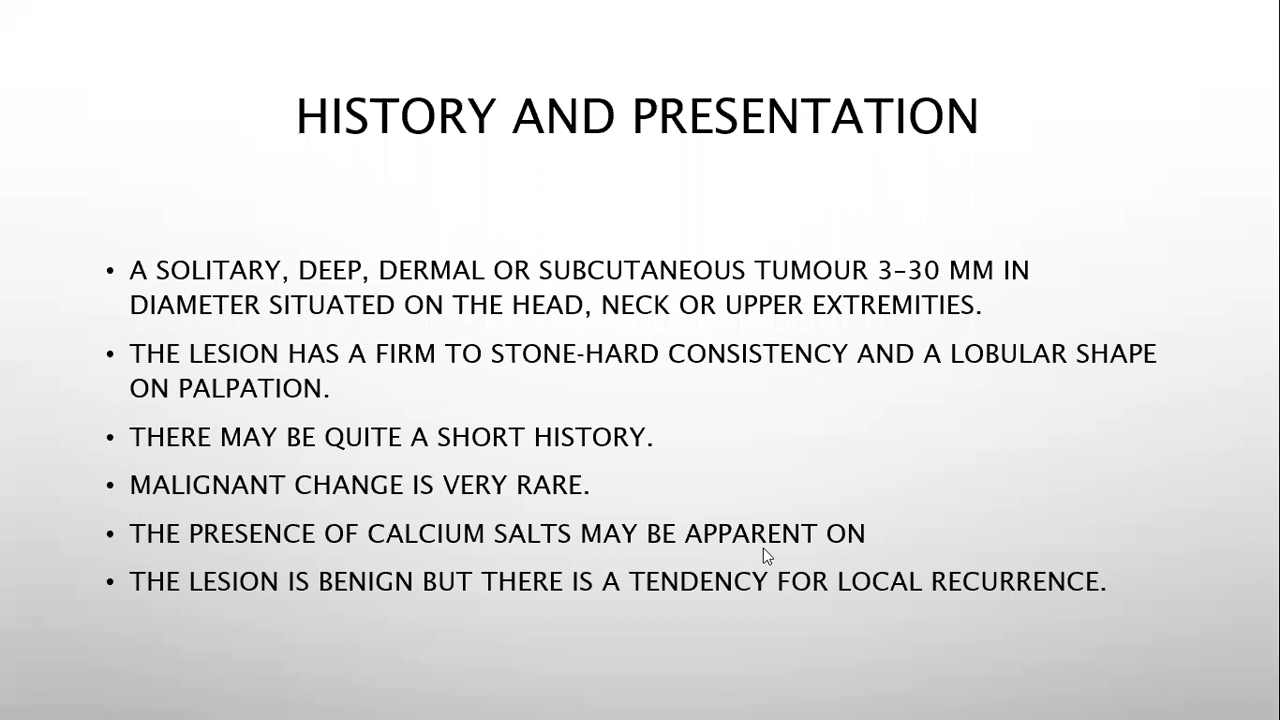 HISTORY AND PRESENTATION
• A SOLITARY, DEEP, DERMAL OR SUBCUTANEOUS TUMOUR 3–30 MM IN
DIAMETER SITUATED ON THE HEAD, NECK OR UPPER EXTREMITIES.
• THE LESION HAS A FIRM TO STONE-HARD CONSISTENCY AND A LOBULAR SHAPE
ON PALPATION.
• THERE MAY BE QUITE A SHORT HISTORY.
• MALIGNANT CHANGE IS VERY RARE.
• THE PRESENCE OF CALCIUM SALTS MAY BE APPARENT ON
• THE LESION IS BENIGN BUT THERE IS A TENDENCY FOR LOCAL RECURRENCE.